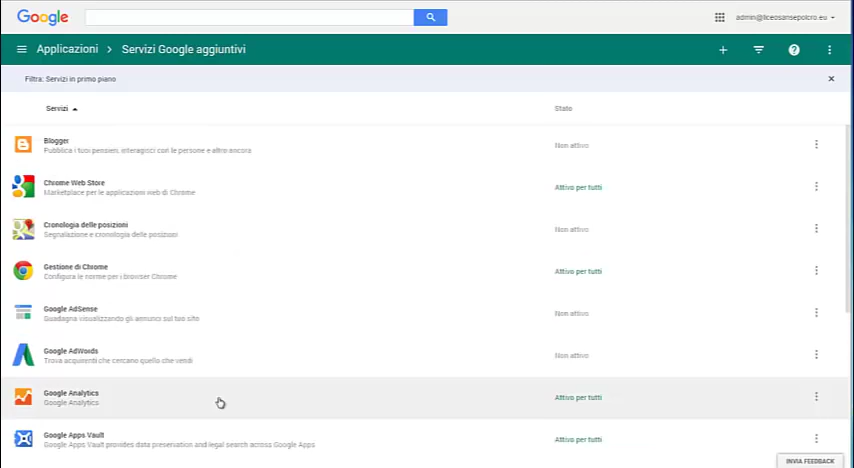 Google
admin@liceosansepolcro.eu
Applicazioni > Servizi Google aggiuntivi
Filtra: Servizi in primo piano
Servizi
Stato
Blogger
Pubblica i tuoi pensieri, interagisci con le persone e altro ancora
Non attivo
Chrome Web Store
Marketplace per le applicazioni web di Chrome
Attivo per tutti
Cronologia delle posizioni
Segnalazione e cronologia delle posizioni
Non attivo
Gestione di Chrome
Configura le norme per i browser Chrome
Attivo per tutti
Google AdSense
Guadagna visualizzando gli annunci sul tuo sito
Non attivo
Google AdWords
Trova acquirenti che cercano quello che vendi
Non attivo
Google Analytics
Google Analytics
Attivo per tutti
Google Apps Vault
Google Apps Vault provides data preservation and legal search across Google Apps
Attivo per tutti
INVIA FEEDBACK